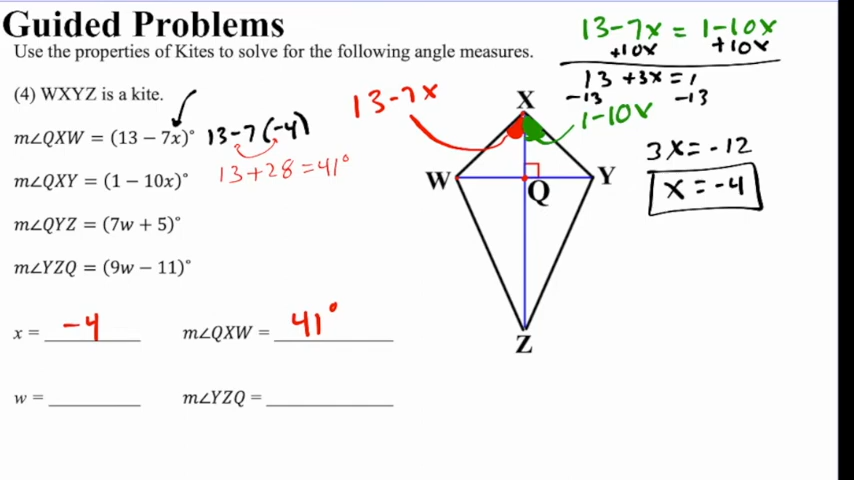 Guided Problems
Use the properties of Kites to solve for the following angle measures.
(4) WXYZ is a kite.
m∠QXW = (13 − 7x)° 13-7(-4)
13+28=41°
m∠QXY = (1 − 10x)°
m∠QYZ = (7w + 5)°
m∠YZQ = (9w − 11)°
x = -4 m∠QXW = 41°
w = m∠YZQ =
13-7x
X
1-10x
W
Y
Q
Z
13-7x = 1-10x
+10x +10x
13 +3x = 1
-13 -13
3x = -12
x = -4